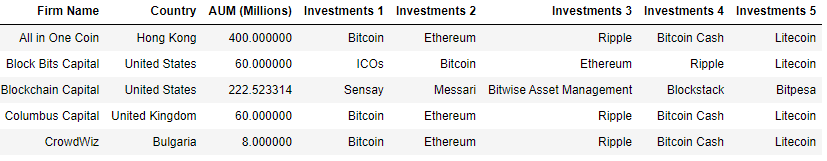 Firm Name Country AUM (Millions) Investments 1 Investments 2 Investments 3 Investments 4 Investments 5
All in One Coin Hong Kong 400.000000 Bitcoin Ethereum Ripple Bitcoin Cash Litecoin
Block Bits Capital United States 60.000000 ICOs Bitcoin Ethereum Ripple Litecoin
Blockchain Capital United States 222.523314 Sensay Messari Bitwise Asset Management Blockstack Bitpesa
Columbus Capital United Kingdom 60.000000 Bitcoin Ethereum Ripple Bitcoin Cash Litecoin
CrowdWiz Bulgaria 8.000000 Bitcoin Ethereum Ripple Bitcoin Cash Litecoin